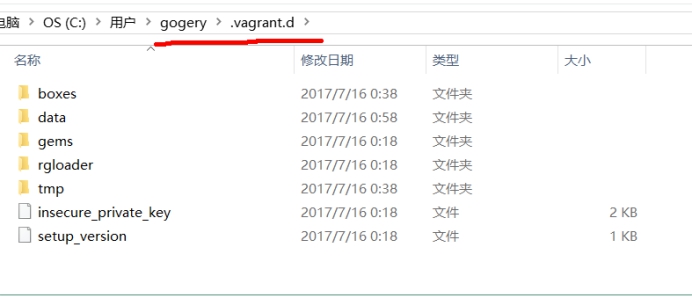 电脑 › OS (C:) › 用户 › gogery › .vagrant.d ›
名称 修改日期 类型 大小
boxes 2017/7/16 0:38 文件夹
data 2017/7/16 0:58 文件夹
gems 2017/7/16 0:18 文件夹
rgloader 2017/7/16 0:18 文件夹
tmp 2017/7/16 0:38 文件夹
insecure_private_key 2017/7/16 0:18 文件 2 KB
setup_version 2017/7/16 0:18 文件 1 KB